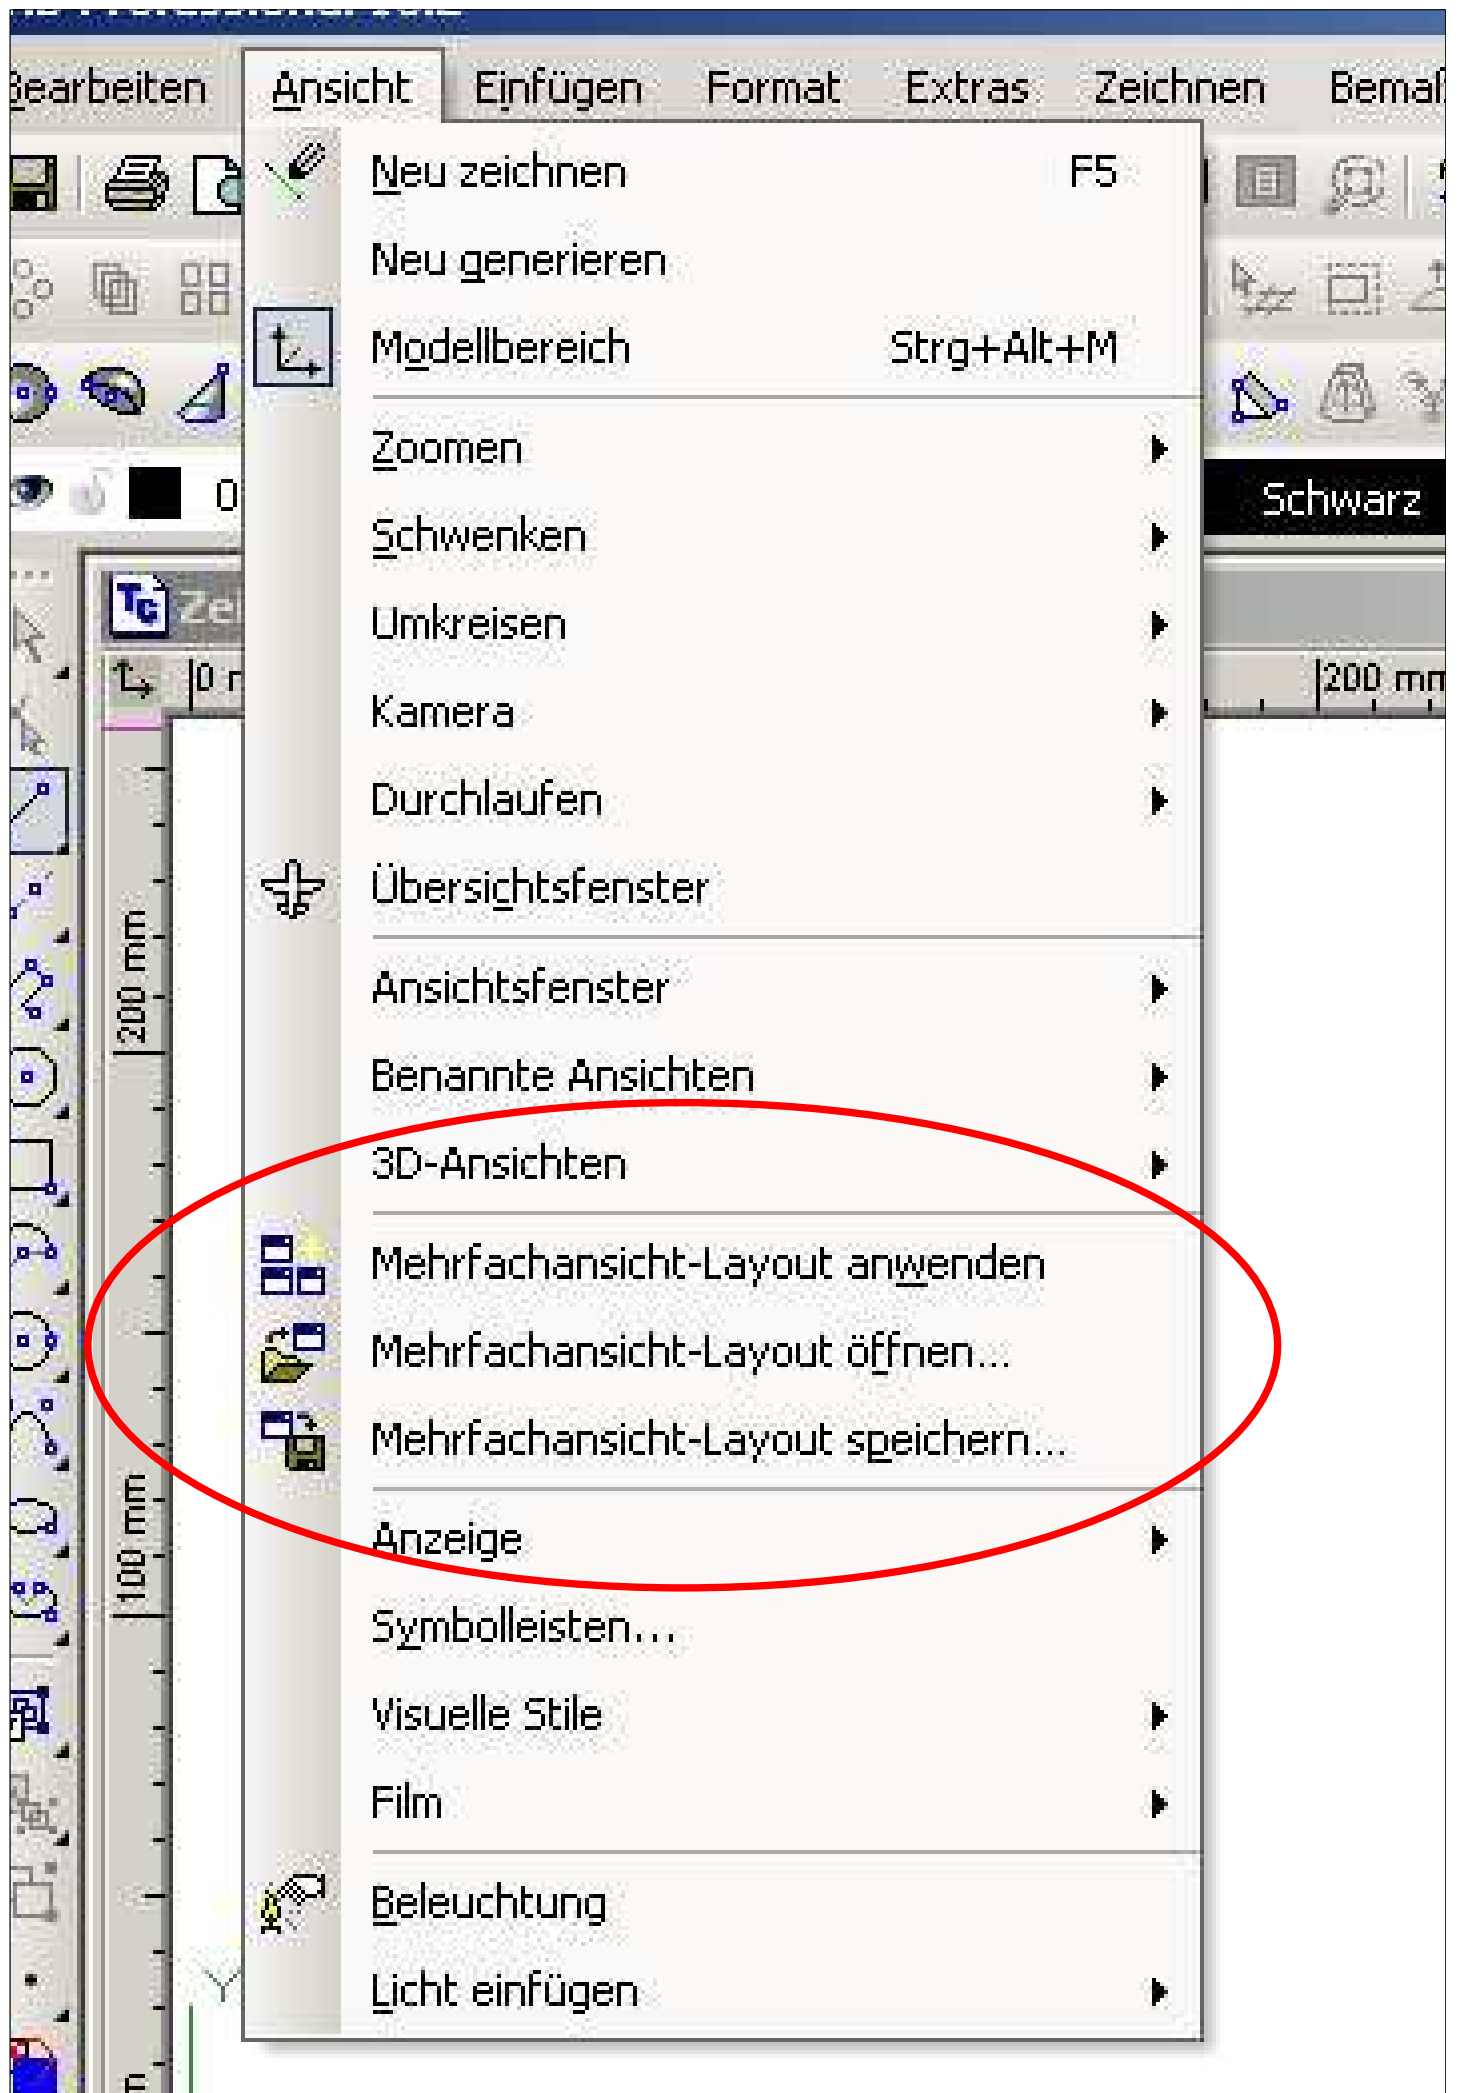 Bearbeiten Ansicht Einfügen Format Extras Zeichnen
Neu zeichnen F5
Neu generieren
Modellbereich Strg+Alt+M
Zoomen
0 Schwarz
Schwenken
Tc
Umkreisen
0 200 mm
Kamera
Durchlaufen
Übersichtsfenster
200 mm
Ansichtsfenster
Benannte Ansichten
3D-Ansichten
Mehrfachansicht-Layout anwenden
Mehrfachansicht-Layout öffnen...
Mehrfachansicht-Layout speichern...
100 mm
Anzeige
Symbolleisten...
Visuelle Stile
Film
Beleuchtung
Y
Licht einfügen